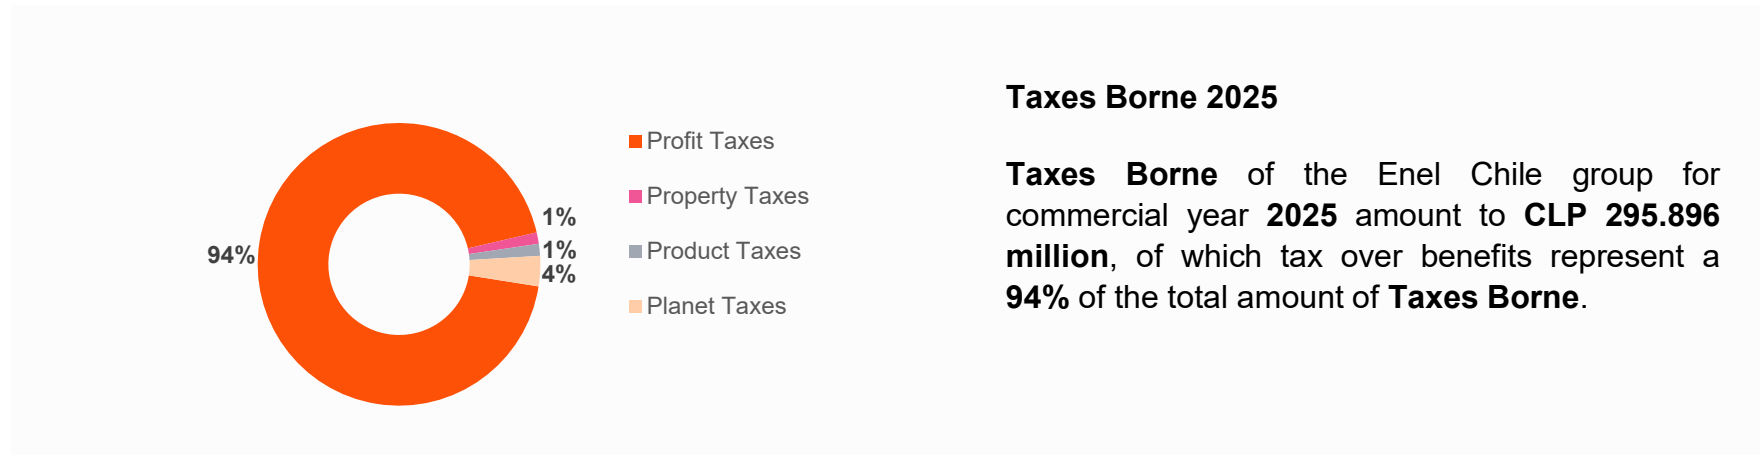 94%
1%
1%
4%
Profit Taxes
Property Taxes
Product Taxes
Planet Taxes
Taxes Borne 2025
Taxes Borne of the Enel Chile group for
commercial year 2025 amount to CLP 295.896
million, of which tax over benefits represent a
94% of the total amount of Taxes Borne.